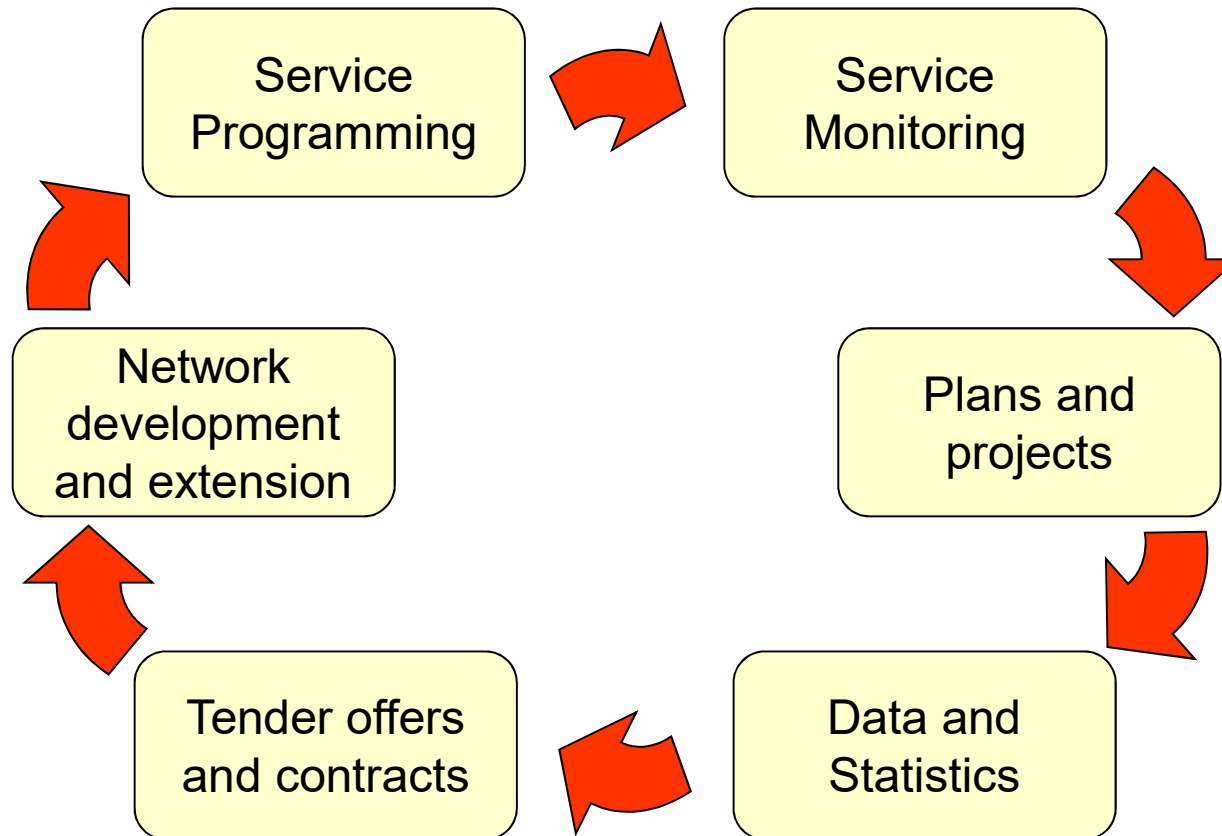 Service
Programming
Service
Monitoring
Network
development
and extension
Plans and
projects
Tender offers
and contracts
Data and
Statistics